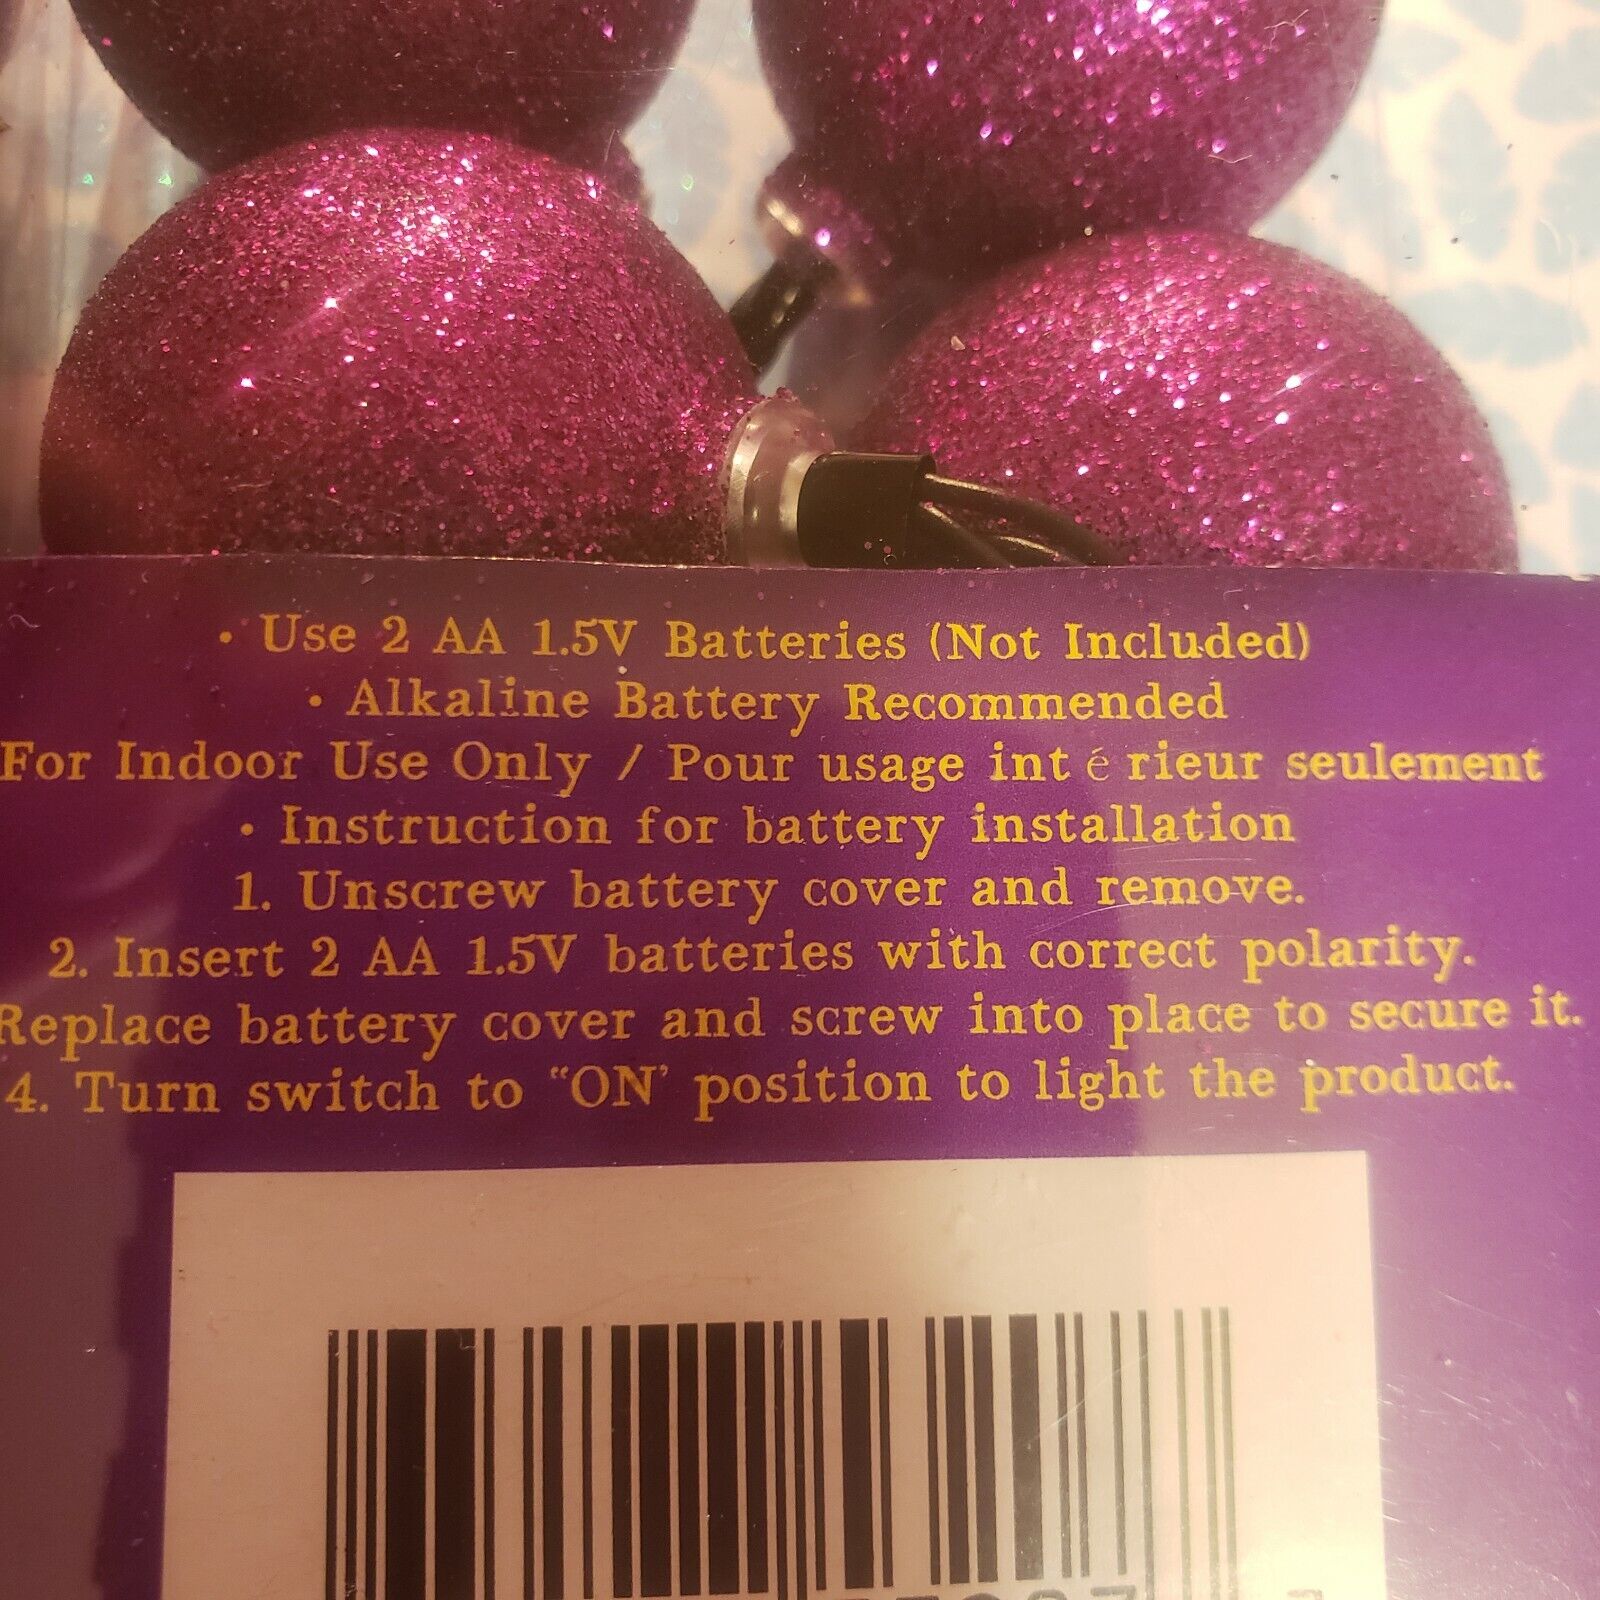 · Use 2 AA 1.5V Batteries (Not Included)
· Alkaline Battery Recommended
For Indoor Use Only / Pour usage int é rieur seulement
· Instruction for battery installation
1. Unscrew battery cover and remove.
2. Insert 2 AA 1.5V batteries with correct polarity.
Replace battery cover and screw into place to secure it.
4. Turn switch to “ON’ position to light the product.